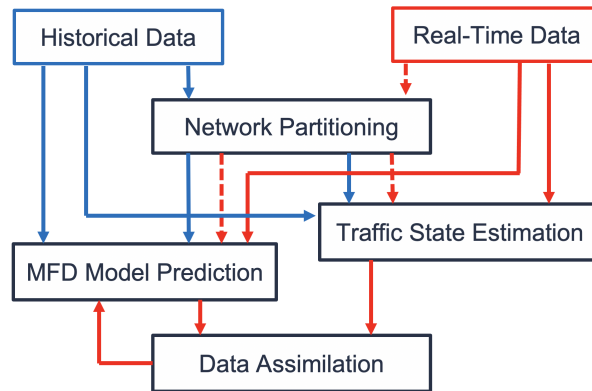 Historical Data
Real-Time Data
Network Partitioning
Traffic State Estimation
MFD Model Prediction
Data Assimilation